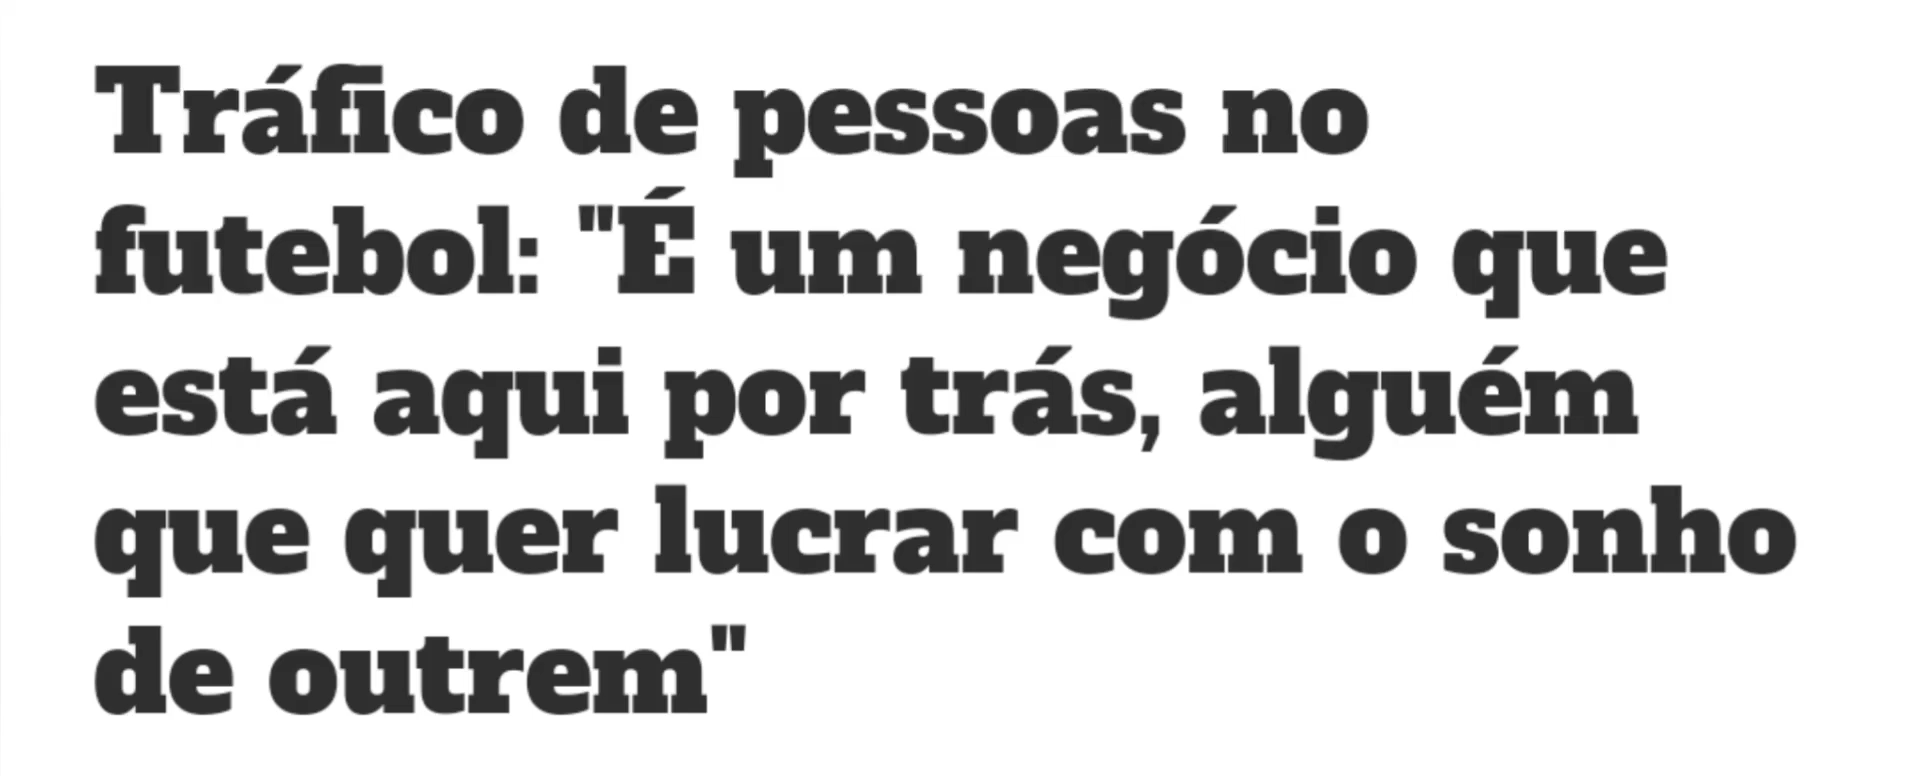 Tráfico de pessoas no
futebol: "É um negócio que
está aqui por trás, alguém
que quer lucrar com o sonho
de outrem"